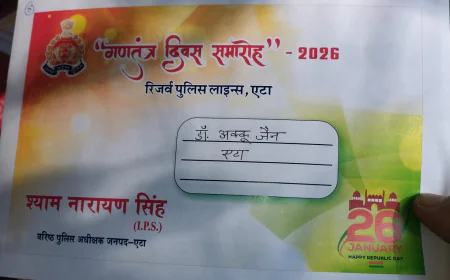 "गणतंत्र दिवस समारोह" - 2026
रिजर्व पुलिस लाइन्स, एटा
डॉ. अक्कू जैन
एटा
श्याम नारायण सिंह
(I.P.S.)
वरिष्ठ पुलिस अधीक्षक जनपद-एटा
26
JANUARY
HAPPY REPUBLIC DAY